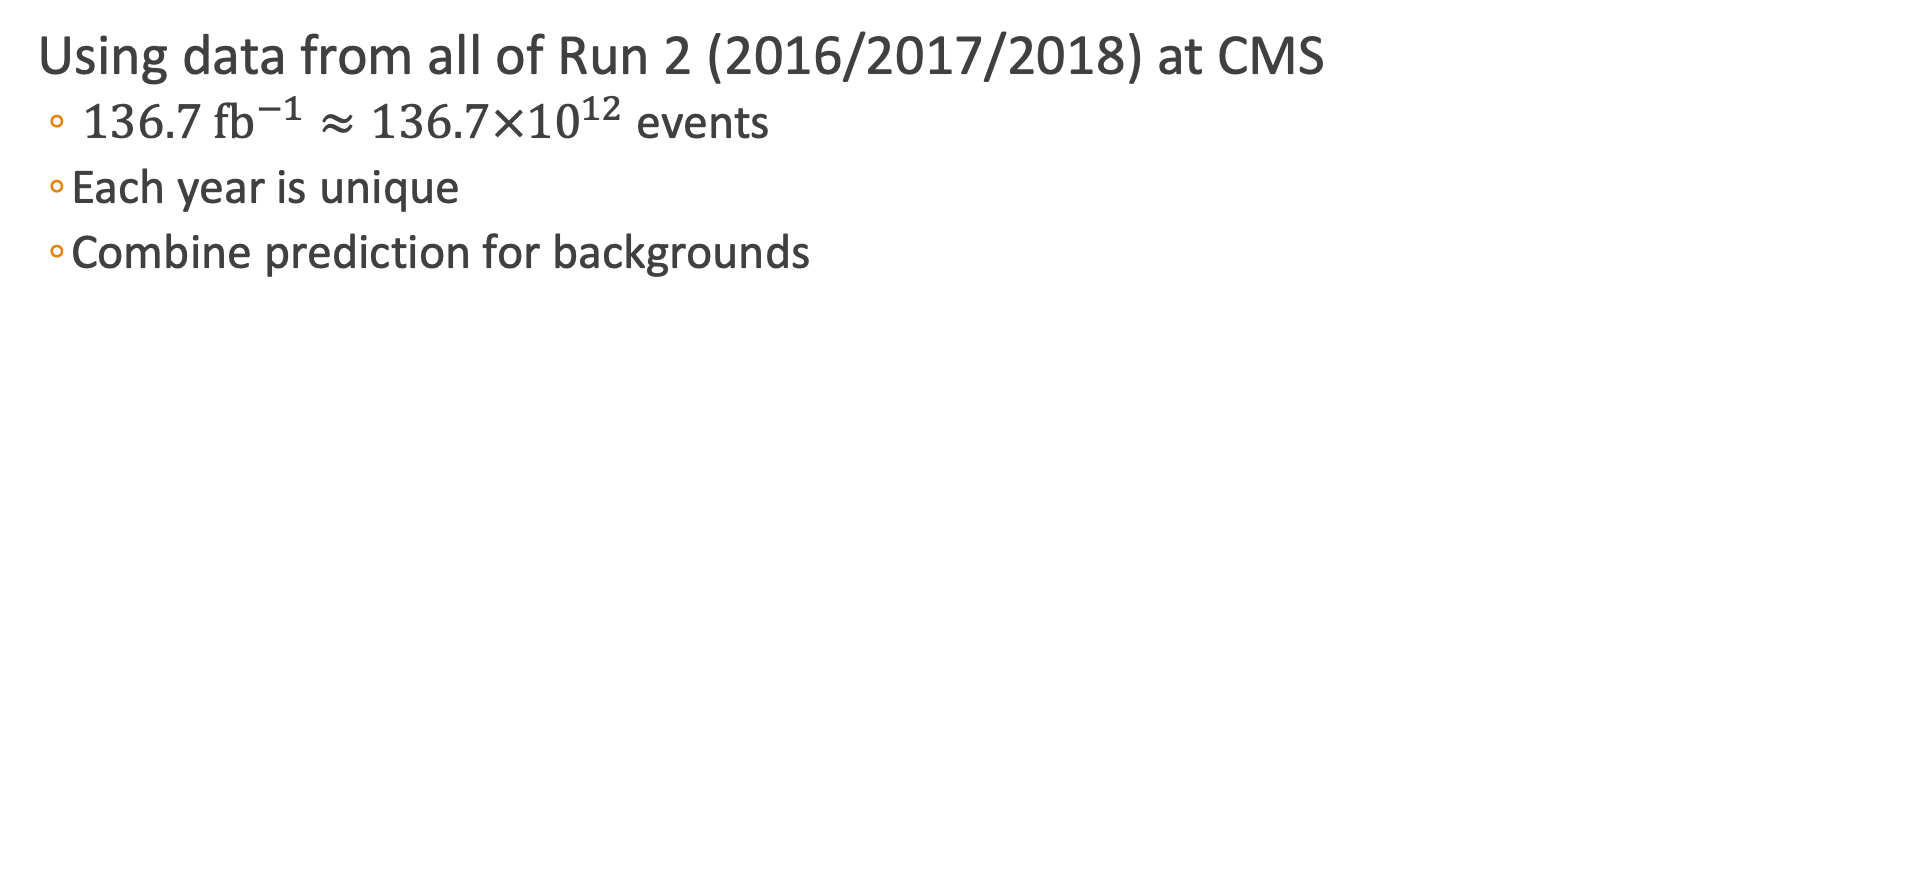 Using data from all of Run 2 (2016/2017/2018) at CMS
◦ 136.7 fb⁻¹ ≈ 136.7×10¹² events
◦ Each year is unique
◦ Combine prediction for backgrounds